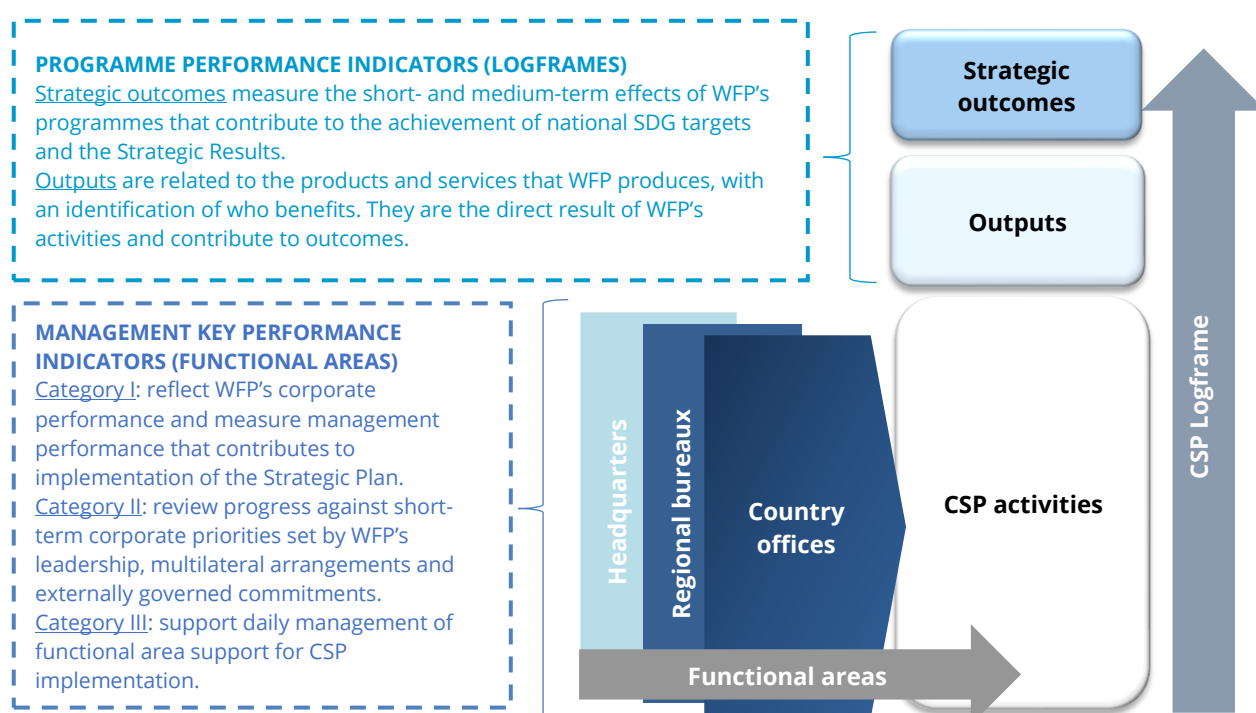 PROGRAMME PERFORMANCE INDICATORS (LOGFRAMES)
Strategic outcomes measure the short- and medium-term effects of WFP's
programmes that contribute to the achievement of national SDG targets
and the Strategic Results.
Outputs are related to the products and services that WFP produces, with
an identification of who benefits. They are the direct result of WFP's
activities and contribute to outcomes.
Strategic
outcomes
Outputs
MANAGEMENT KEY PERFORMANCE
INDICATORS (FUNCTIONAL AREAS)
Category I: reflect WFP's corporate
performance and measure management
performance that contributes to
implementation of the Strategic Plan.
Category II: review progress against short-
term corporate priorities set by WFP's
leadership, multilateral arrangements and
externally governed commitments.
Category III: support daily management of
functional area support for CSP
implementation.
Headquarters
Regional bureaux
Country
offices
CSP activities
Functional areas
CSP Logframe